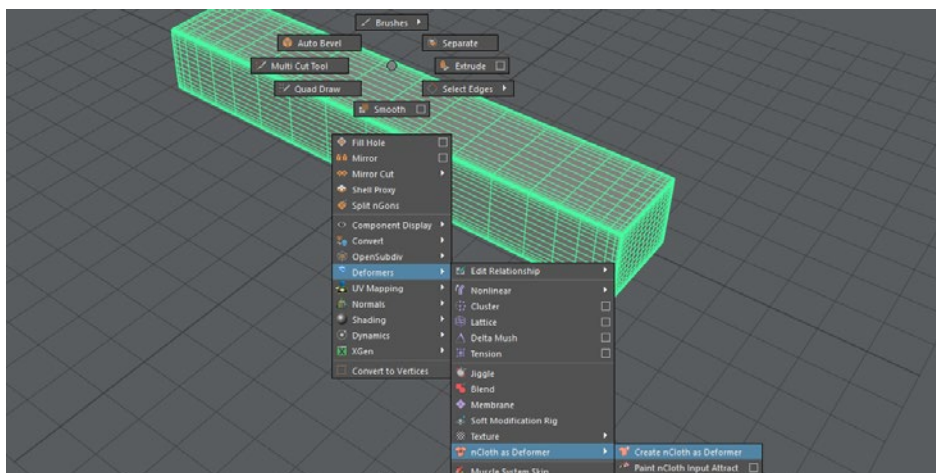 Brushes
Auto Bevel
Separate
Multi Cut Tool
Extrude
Quad Draw
Select Edges
Smooth
Fill Hole
Mirror
Mirror Cut
Shell Proxy
Split nGons
Component Display
Convert
OpenSubdiv
Deformers
UV Mapping
Normals
Shading
Dynamics
XGen
Convert to Vertices
Edit Relationship
Nonlinear
Cluster
Lattice
Delta Mush
Tension
Jiggle
Blend
Membrane
Soft Modification Rig
Texture
nCloth as Deformer
Muscle System Skin
Create nCloth as Deformer
Paint nCloth Input Attract